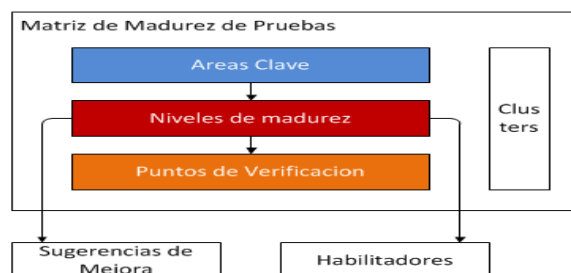 Matriz de Madurez de Pruebas
Areas Clave
Niveles de madurez
Puntos de Verificacion
Clus
ters
Sugerencias de
Mejora
Habilitadores